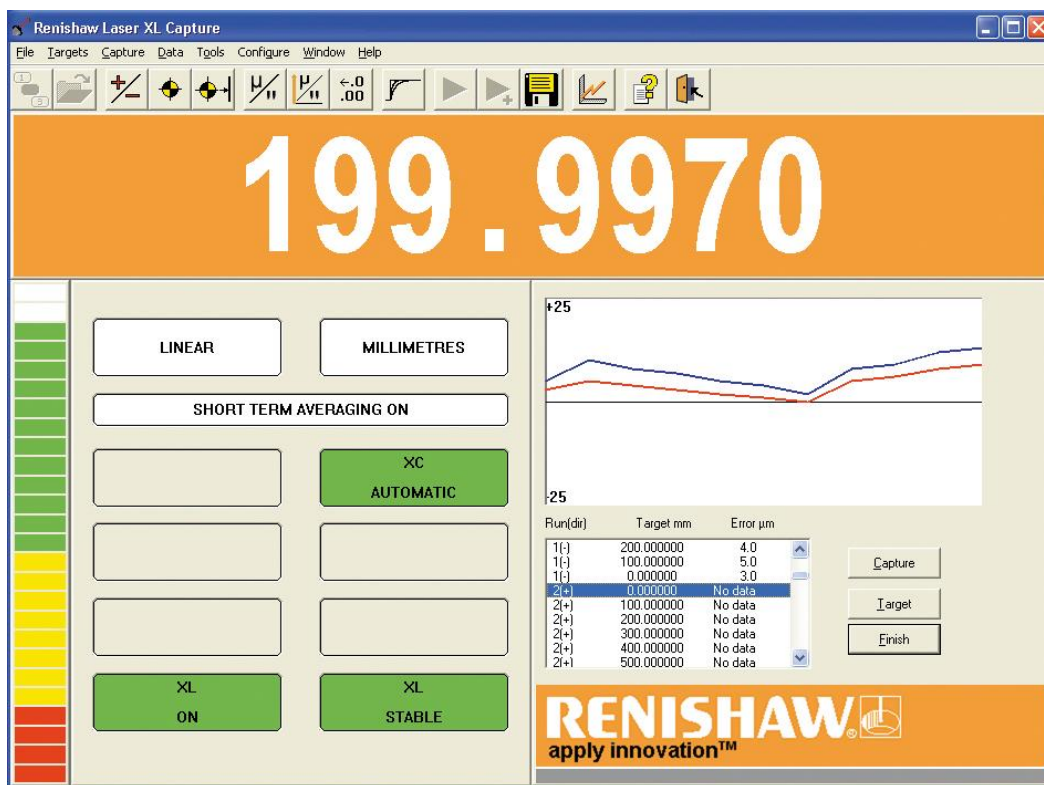 Renishaw Laser XL Capture
File Targets Capture Data Tools Configure Window Help
199.9970
LINEAR
MILLIMETRES
SHORT TERM AVERAGING ON
XC
AUTOMATIC
XL
ON
XL
STABLE
+25
-25
Run(dir) Target mm Error µm
1(-) 200.000000 4.0
1(-) 100.000000 5.0
1(-) 0.000000 3.0
2(+) 0.000000 No data
2(+) 100.000000 No data
2(+) 200.000000 No data
2(+) 300.000000 No data
2(+) 400.000000 No data
2(+) 500.000000 No data
Capture
Target
Finish
RENISHAW®
apply innovation™